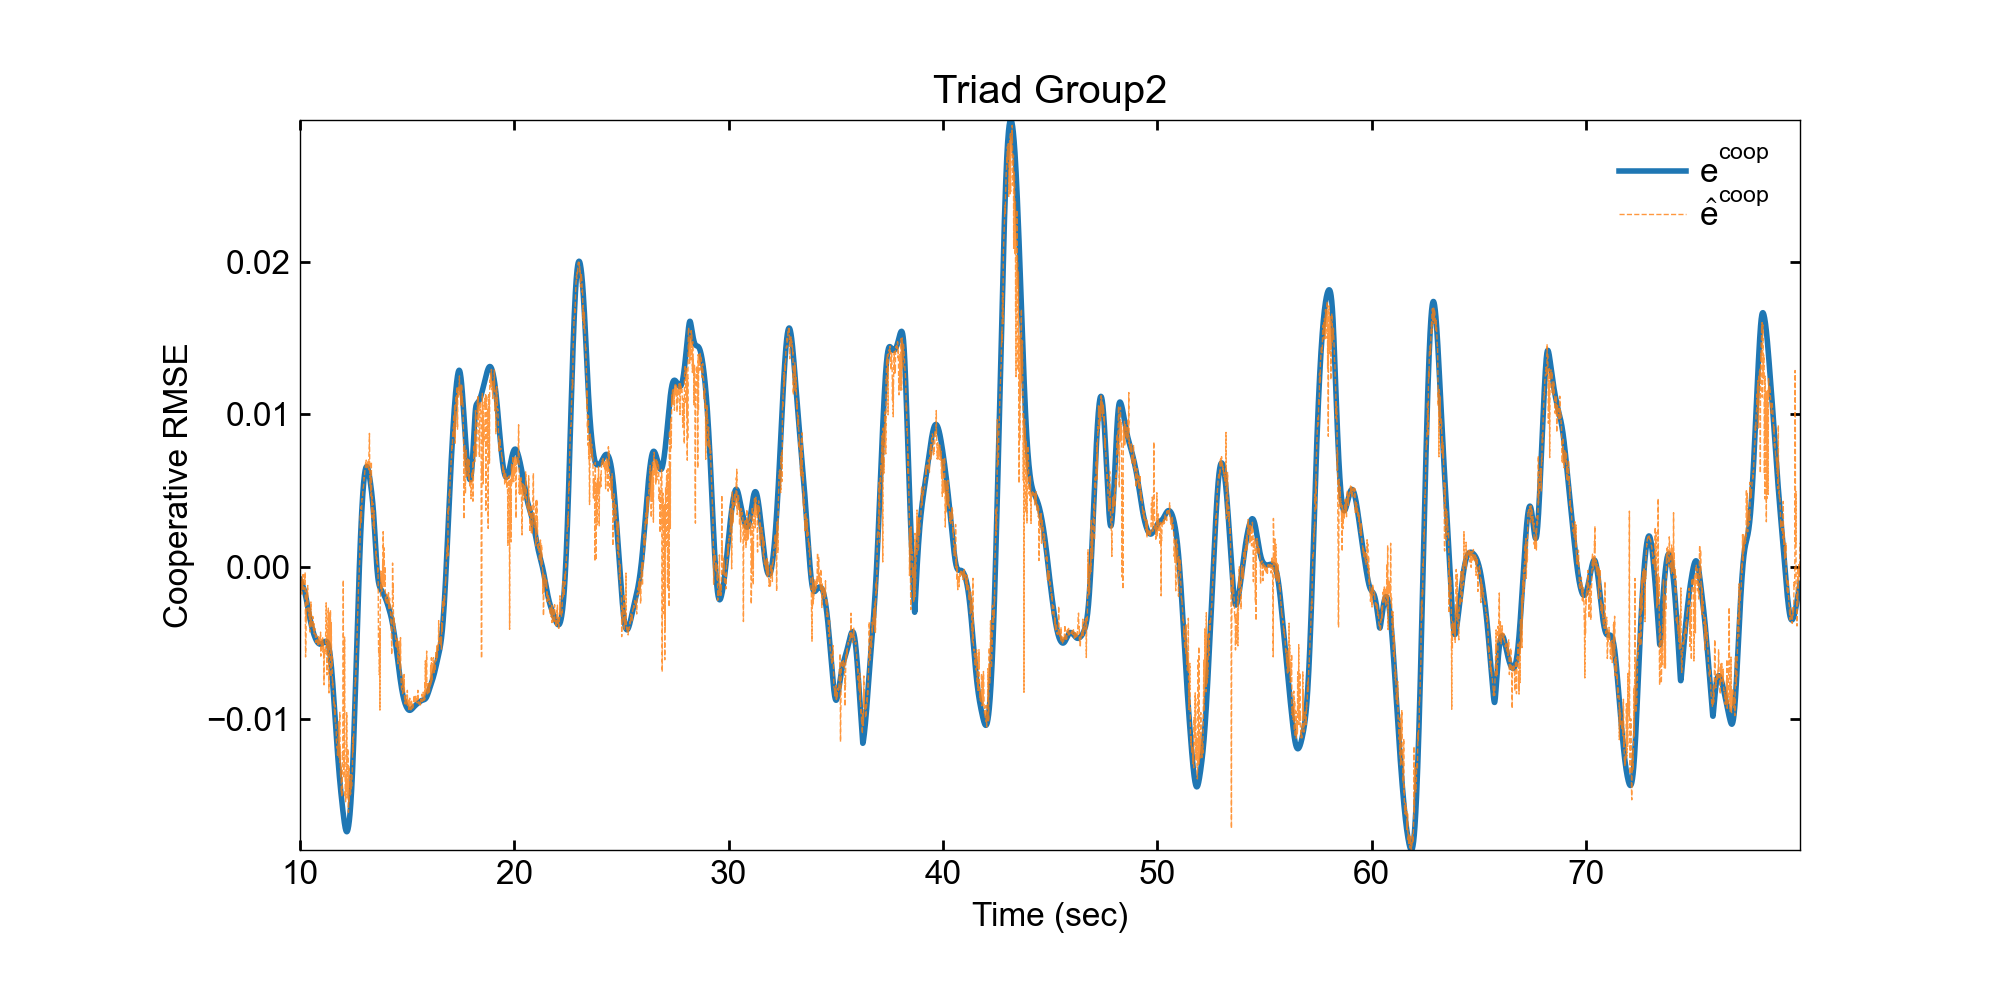 Triad Group2
e^coop
ê^coop
Cooperative RMSE
0.02
0.01
0.00
−0.01
10 20 30 40 50 60 70
Time (sec)